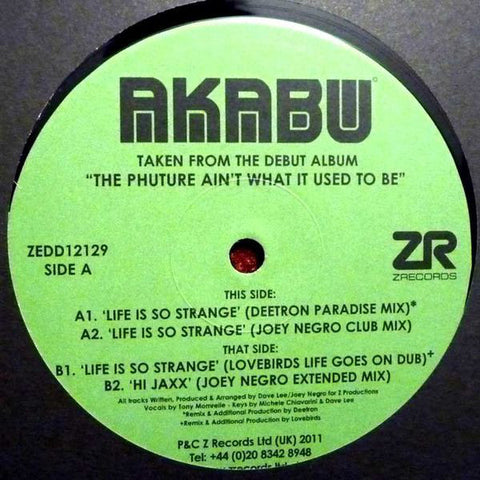 AKABU
TAKEN FROM THE DEBUT ALBUM
“THE PHUTURE AIN'T WHAT IT USED TO BE”
ZEDD12129
SIDE A
ZR
ZRECORDS
THIS SIDE:
A1. ‘LIFE IS SO STRANGE’ (DEETRON PARADISE MIX)*
A2. ‘LIFE IS SO STRANGE’ (JOEY NEGRO CLUB MIX)
THAT SIDE:
B1. ‘LIFE IS SO STRANGE’ (LOVEBIRDS LIFE GOES ON DUB)+
B2. ‘HI JAXX’ (JOEY NEGRO EXTENDED MIX)
All tracks Written, Produced & Arranged by Dave Lee/Joey Negro for Z Productions
Vocals by Tony Momrelle - Keys by Michele Chiavarini & Dave Lee
*Remix & Additional Production by Deetron
+Remix & Additional Production by Lovebirds
P&C Z Records Ltd (UK) 2011
Tel: +44 (0)20 8342 8948